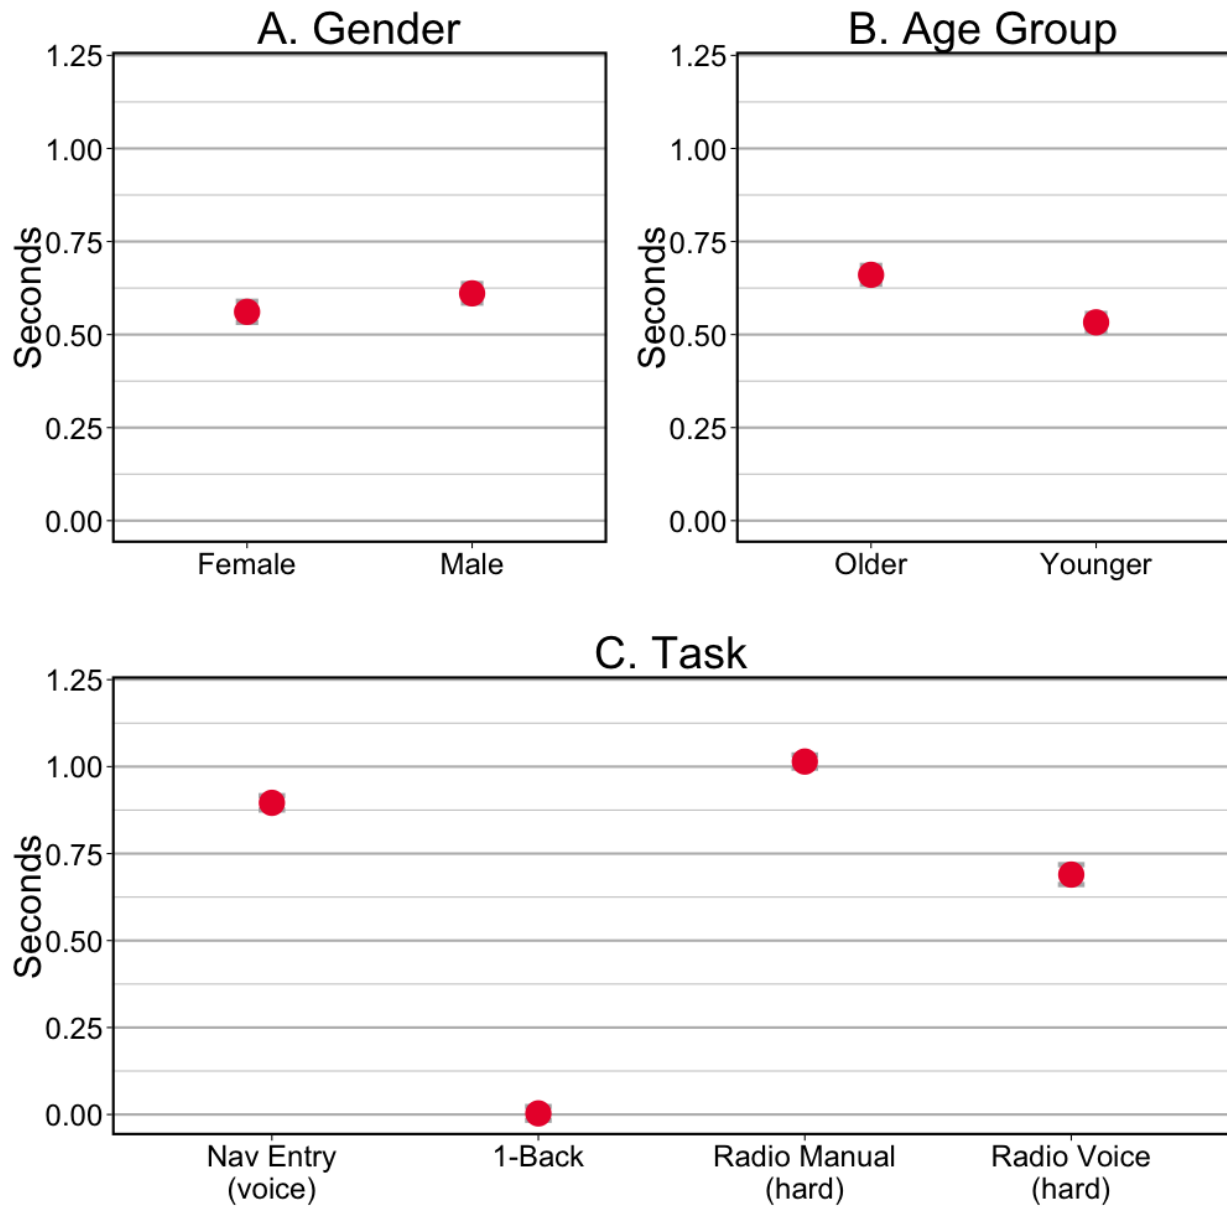 A. Gender
1.25
1.00
0.75
0.50
0.25
0.00
Seconds
Female Male
B. Age Group
1.25
1.00
0.75
0.50
0.25
0.00
Seconds
Older Younger
C. Task
1.25
1.00
0.75
0.50
0.25
0.00
Seconds
Nav Entry 1-Back Radio Manual Radio Voice
(voice) (hard) (hard)